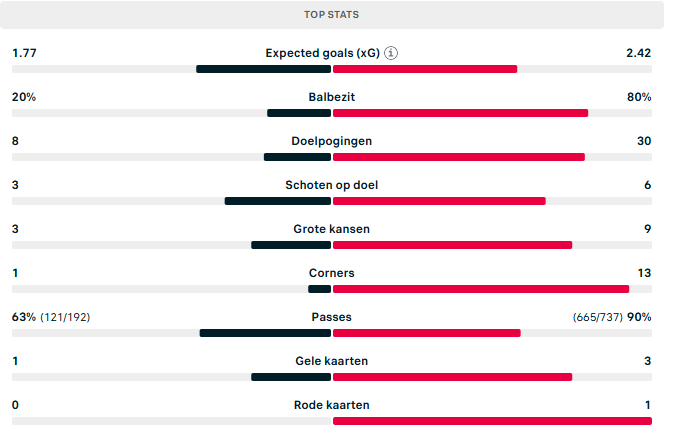 TOP STATS
1.77 Expected goals (xG) i 2.42
20% Balbezit 80%
8 Doelpogingen 30
3 Schoten op doel 6
3 Grote kansen 9
1 Corners 13
63% (121/192) Passes (665/737) 90%
1 Gele kaarten 3
0 Rode kaarten 1